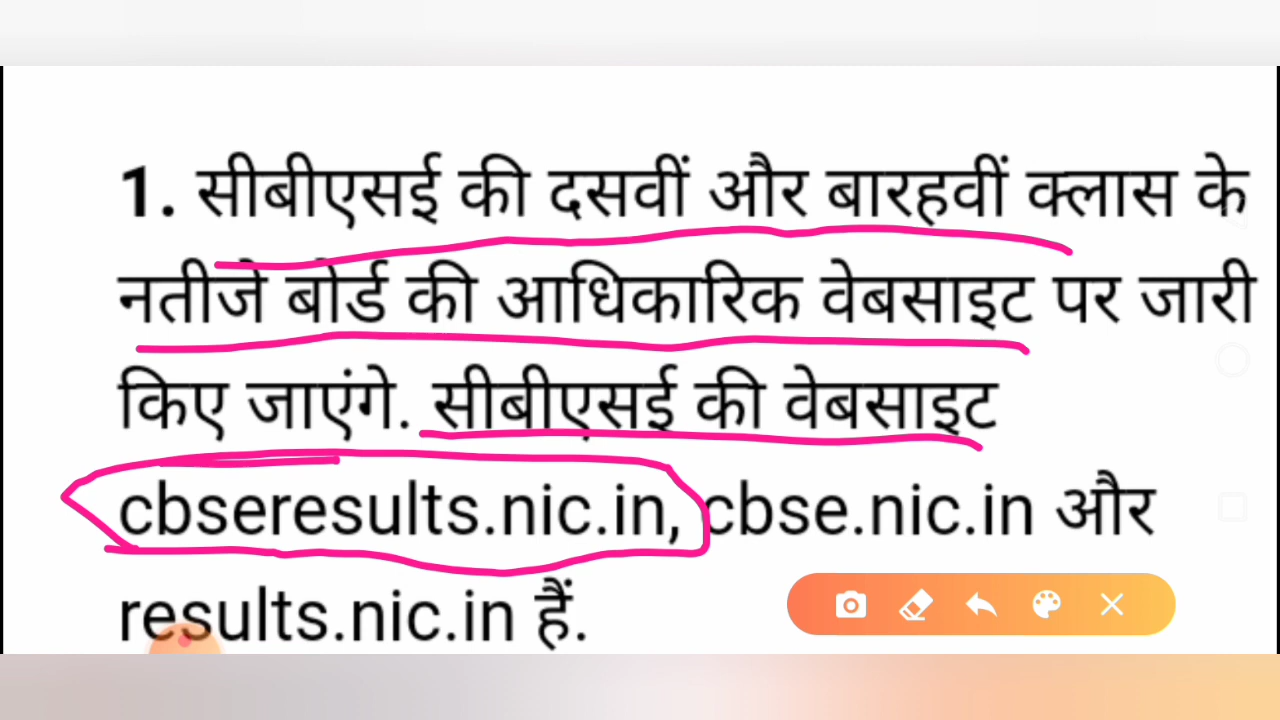 1. सीबीएसई की दसवीं और बारहवीं क्लास के
नतीजे बोर्ड की आधिकारिक वेबसाइट पर जारी
किए जाएंगे. सीबीएसई की वेबसाइट
cbseresults.nic.in, cbse.nic.in और
results.nic.in हैं.